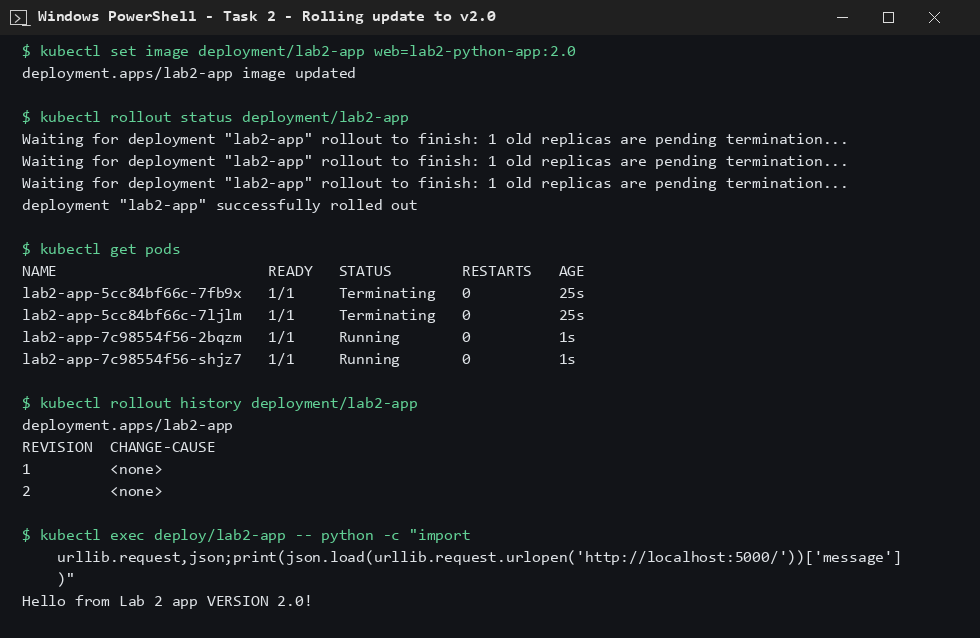 Windows PowerShell - Task 2 - Rolling update to v2.0
$ kubectl set image deployment/lab2-app web=lab2-python-app:2.0
deployment.apps/lab2-app image updated
$ kubectl rollout status deployment/lab2-app
Waiting for deployment "lab2-app" rollout to finish: 1 old replicas are pending termination...
Waiting for deployment "lab2-app" rollout to finish: 1 old replicas are pending termination...
Waiting for deployment "lab2-app" rollout to finish: 1 old replicas are pending termination...
deployment "lab2-app" successfully rolled out
$ kubectl get pods
NAME                        READY   STATUS        RESTARTS   AGE
lab2-app-5cc84bf66c-7fb9x   1/1     Terminating   0          25s
lab2-app-5cc84bf66c-7ljlm   1/1     Terminating   0          25s
lab2-app-7c98554f56-2bqzm   1/1     Running       0          1s
lab2-app-7c98554f56-shjz7   1/1     Running       0          1s
$ kubectl rollout history deployment/lab2-app
deployment.apps/lab2-app
REVISION  CHANGE-CAUSE
1         <none>
2         <none>
$ kubectl exec deploy/lab2-app -- python -c "import
urllib.request,json;print(json.load(urllib.request.urlopen('http://localhost:5000/'))['message']
)"
Hello from Lab 2 app VERSION 2.0!